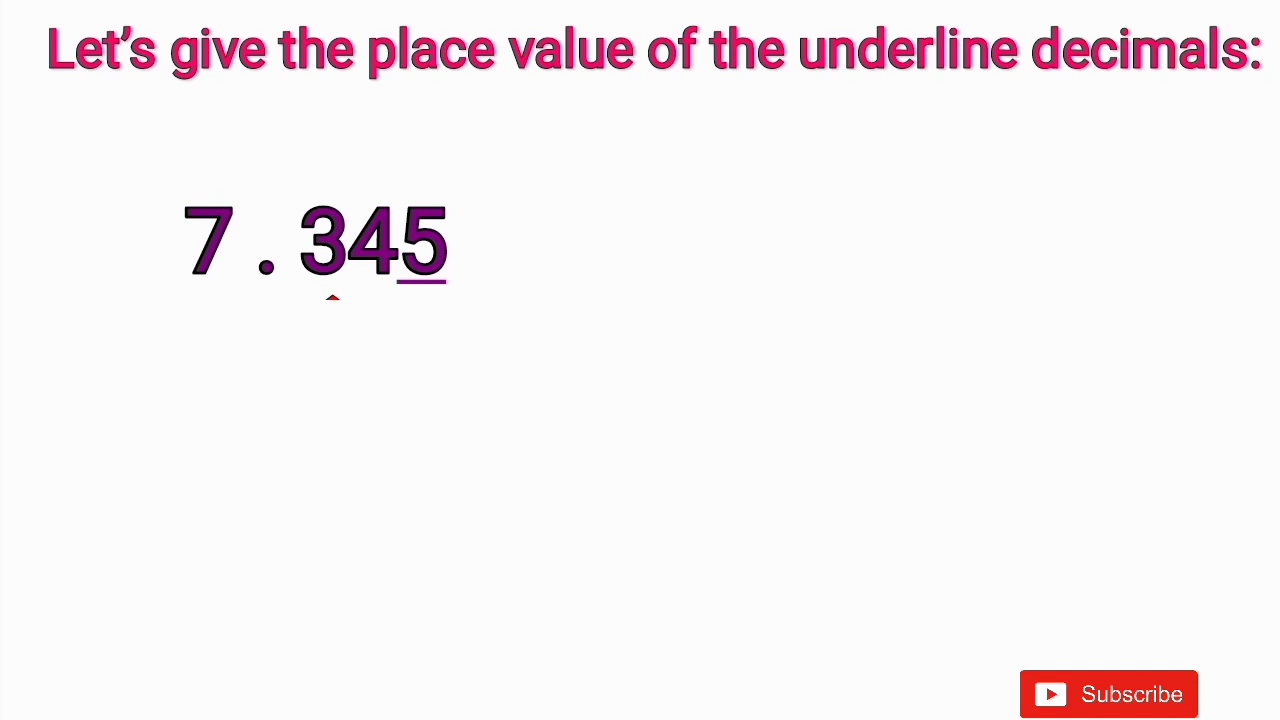 Let's give the place value of the underline decimals:
7 . 345
Subscribe